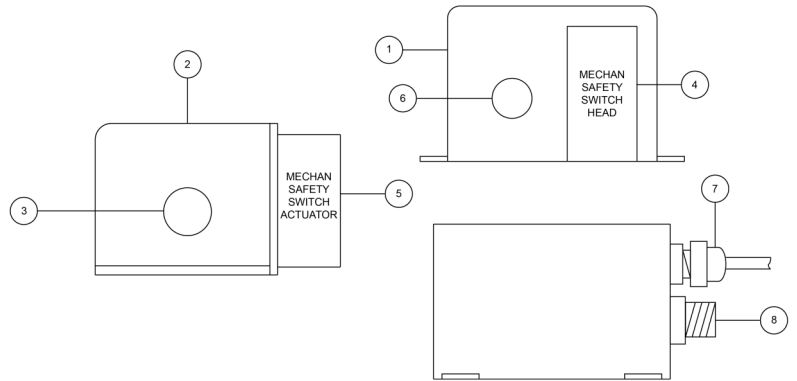 1
2
3
MECHAN
SAFETY
SWITCH
ACTUATOR
5
6
MECHAN
SAFETY
SWITCH
HEAD
4
7
8